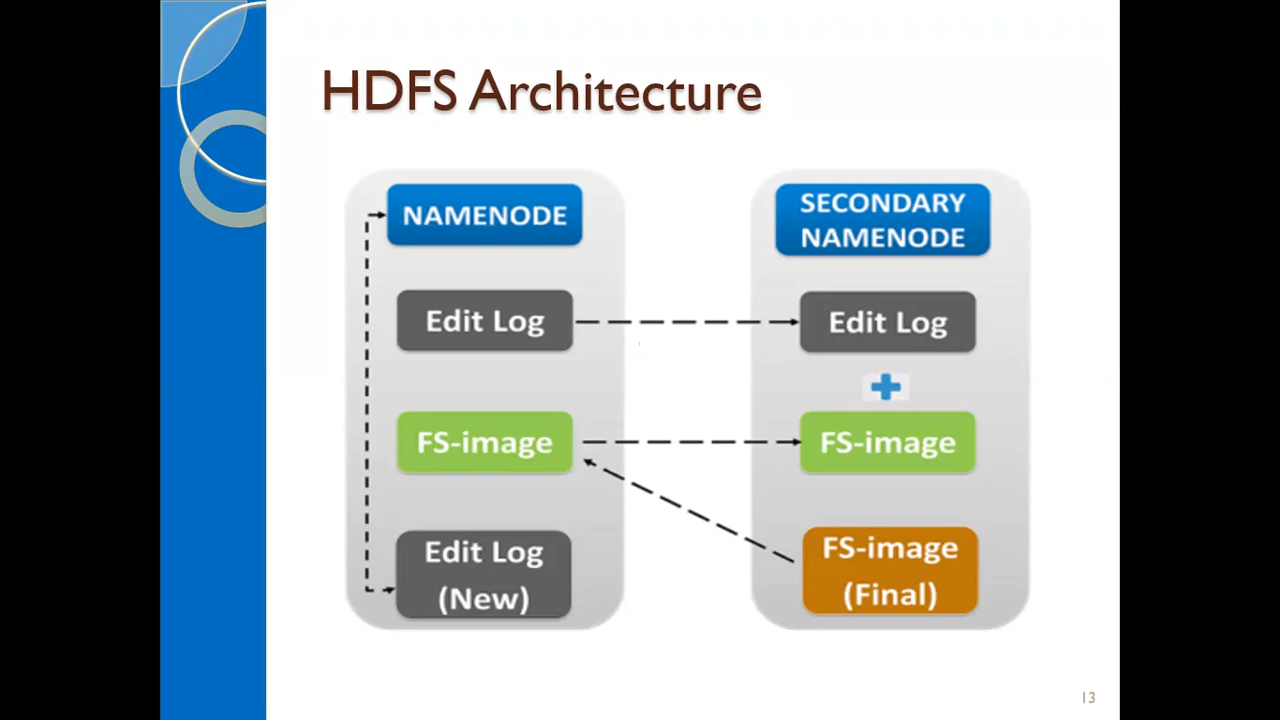 HDFS Architecture
NAMENODE
Edit Log
FS-image
Edit Log
(New)
SECONDARY
NAMENODE
Edit Log
FS-image
FS-image
(Final)
13